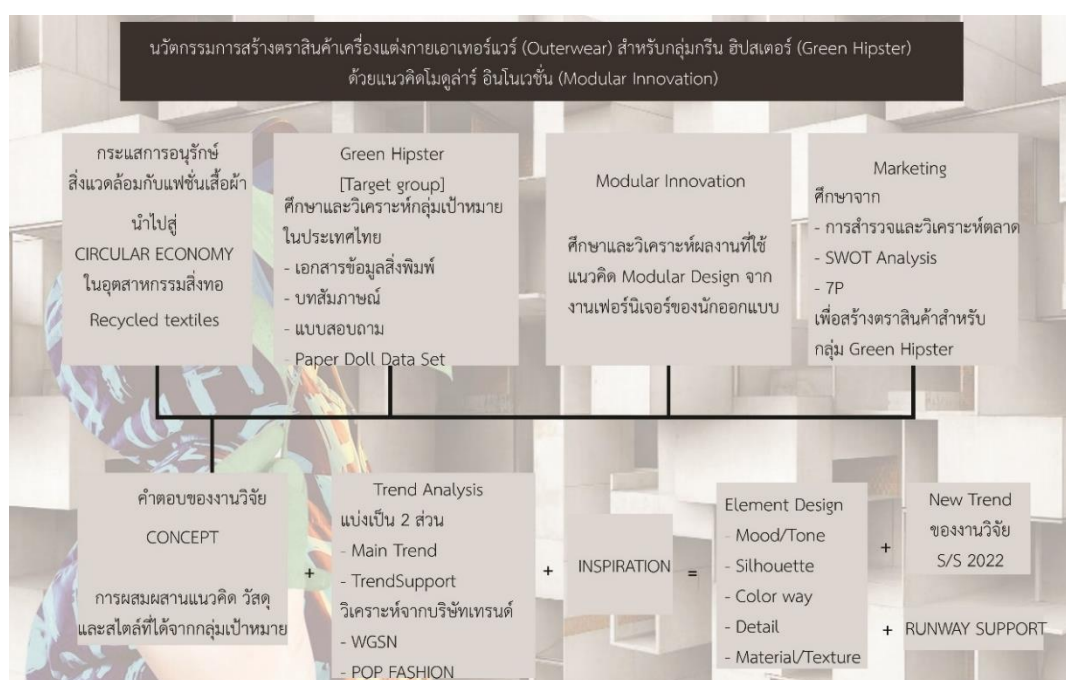 นวัตกรรมการสร้างตราสินค้าเครื่องแต่งกายเอาเทอร์แวร์ (Outerwear) สำหรับกลุ่มกรีน ฮิปสเตอร์ (Green Hipster)
ด้วยแนวคิดโมดูล่าร์ อินโนเวชั่น (Modular Innovation)
กระแสการอนุรักษ์
สิ่งแวดล้อมกับแฟชั่นเสื้อผ้า
นำไปสู่
CIRCULAR ECONOMY
ในอุตสาหกรรมสิ่งทอ
Recycled textiles
Green Hipster
[Target group]
ศึกษาและวิเคราะห์กลุ่มเป้าหมาย
ในประเทศไทย
- เอกสารข้อมูลสิ่งพิมพ์
- บทสัมภาษณ์
- แบบสอบถาม
- Paper Doll Data Set
Modular Innovation
ศึกษาและวิเคราะห์ผลงานที่ใช้
แนวคิด Modular Design จาก
งานเฟอร์นิเจอร์ของนักออกแบบ
Marketing
ศึกษาจาก
- การสำรวจและวิเคราะห์ตลาด
- SWOT Analysis
- 7P
เพื่อสร้างตราสินค้าสำหรับ
กลุ่ม Green Hipster
คำตอบของงานวิจัย
CONCEPT
การผสมผสานแนวคิด วัสดุ
และสไตล์ที่ได้จากกลุ่มเป้าหมาย
+
Trend Analysis
แบ่งเป็น 2 ส่วน
- Main Trend
- TrendSupport
วิเคราะห์จากบริษัทเทรนด์
- WGSN
- POP FASHION
+
INSPIRATION
=
Element Design
- Mood/Tone
- Silhouette
- Color way
- Detail
- Material/Texture
+
New Trend
ของงานวิจัย
S/S 2022
+ RUNWAY SUPPORT